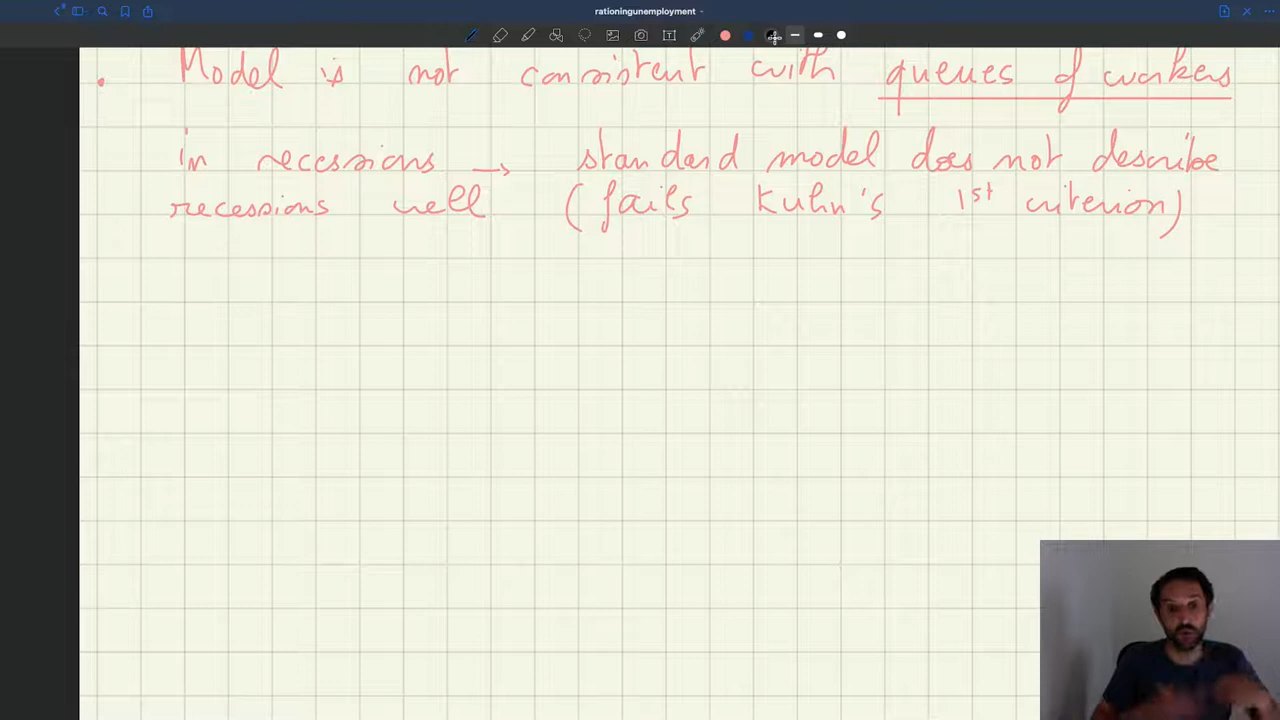 rationingunemployment
• Model is not consistent with queues of workers
in recessions → standard model does not describe
recessions well (fails Kuhn's 1st criterion)